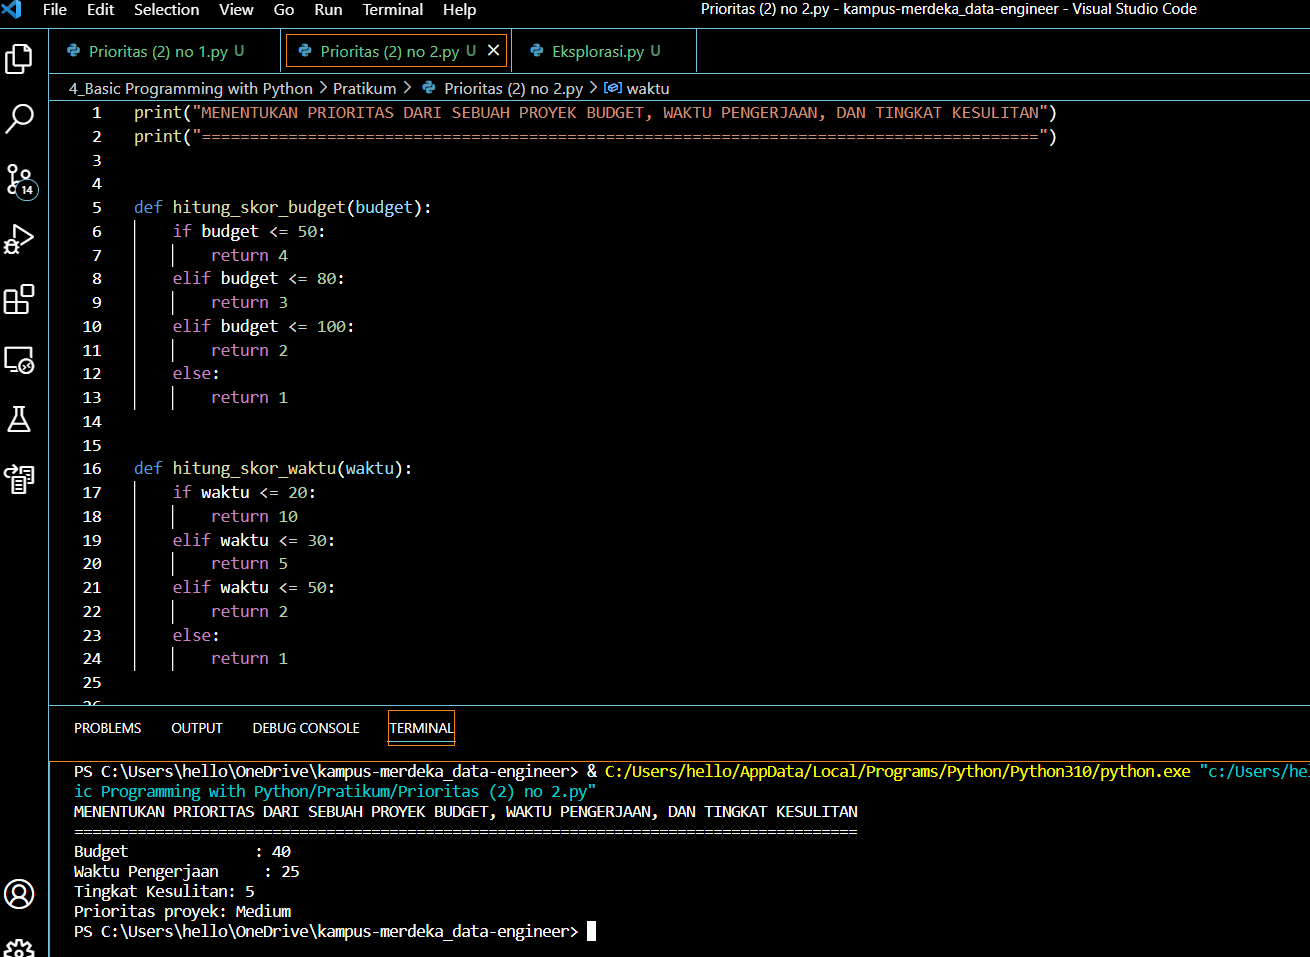 File Edit Selection View Go Run Terminal Help Prioritas (2) no 2.py - kampus-merdeka_data-engineer - Visual Studio Code
Prioritas (2) no 1.py U Prioritas (2) no 2.py U Eksplorasi.py U
4_Basic Programming with Python > Pratikum > Prioritas (2) no 2.py > waktu
1 print("MENENTUKAN PRIORITAS DARI SEBUAH PROYEK BUDGET, WAKTU PENGERJAAN, DAN TINGKAT KESULITAN")
2 print("=======================================================================================")
3
4
5 def hitung_skor_budget(budget):
6 if budget <= 50:
7 return 4
8 elif budget <= 80:
9 return 3
10 elif budget <= 100:
11 return 2
12 else:
13 return 1
14
15
16 def hitung_skor_waktu(waktu):
17 if waktu <= 20:
18 return 10
19 elif waktu <= 30:
20 return 5
21 elif waktu <= 50:
22 return 2
23 else:
24 return 1
25
14
PROBLEMS OUTPUT DEBUG CONSOLE TERMINAL
PS C:\Users\hello\OneDrive\kampus-merdeka_data-engineer> & C:/Users/hello/AppData/Local/Programs/Python/Python310/python.exe "c:/Users/hel
ic Programming with Python/Pratikum/Prioritas (2) no 2.py"
MENENTUKAN PRIORITAS DARI SEBUAH PROYEK BUDGET, WAKTU PENGERJAAN, DAN TINGKAT KESULITAN
=======================================================================================
Budget : 40
Waktu Pengerjaan : 25
Tingkat Kesulitan: 5
Prioritas proyek: Medium
PS C:\Users\hello\OneDrive\kampus-merdeka_data-engineer>